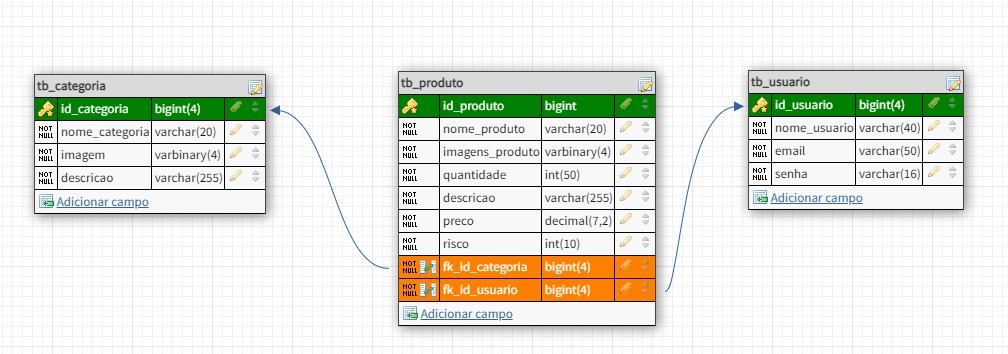 tb_categoria
id_categoria bigint(4)
NOT NULL nome_categoria varchar(20)
NOT NULL imagem varbinary(4)
NOT NULL descricao varchar(255)
Adicionar campo
tb_produto
id_produto bigint
NOT NULL nome_produto varchar(20)
NOT NULL imagens_produto varbinary(4)
NOT NULL quantidade int(50)
NOT NULL descricao varchar(255)
NOT NULL preco decimal(7,2)
NOT NULL risco int(10)
NOT NULL fk_id_categoria bigint(4)
NOT NULL fk_id_usuario bigint(4)
Adicionar campo
tb_usuario
id_usuario bigint(4)
NOT NULL nome_usuario varchar(40)
NOT NULL email varchar(50)
NOT NULL senha varchar(16)
Adicionar campo